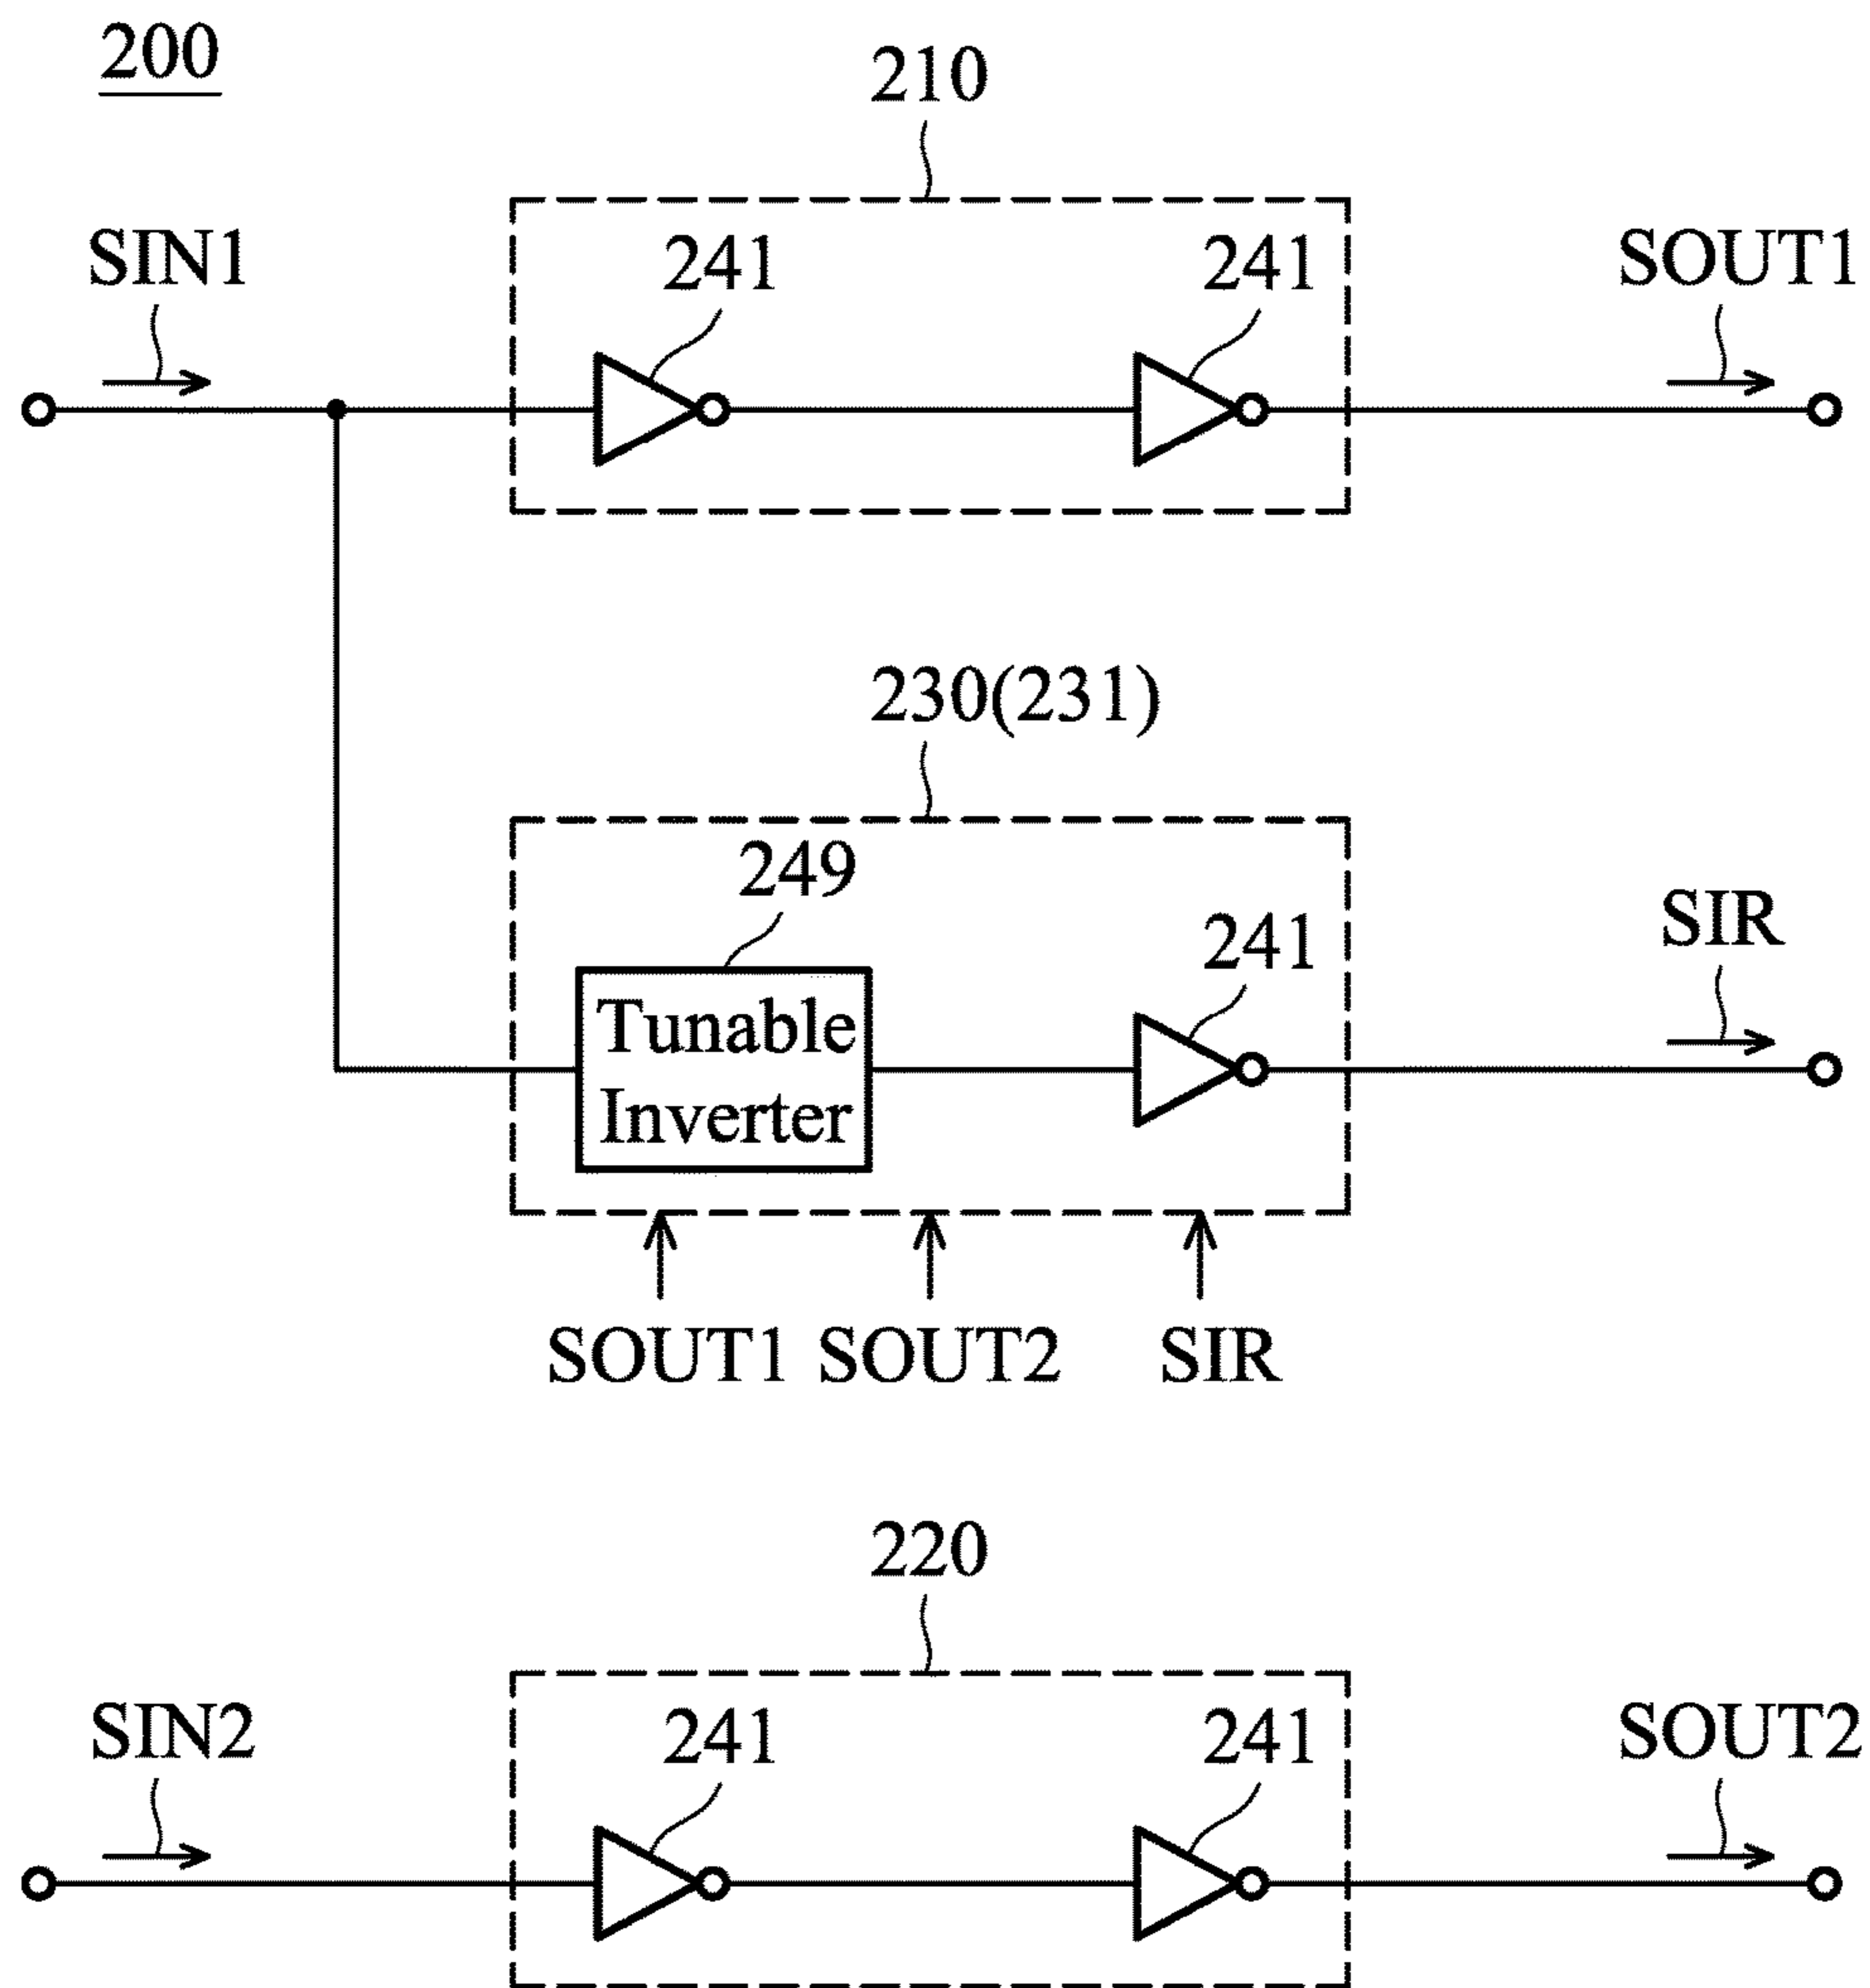 200
210
SIN1
241
241
SOUT1
230(231)
249
241
SIR
Tunable
Inverter
SOUT1
SOUT2
SIR
220
SIN2
241
241
SOUT2